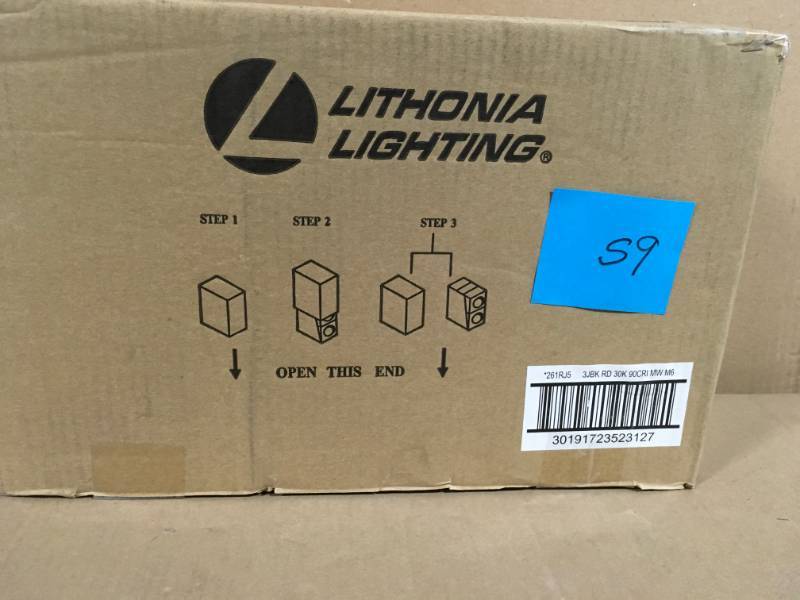 LITHONIA
LIGHTING®
STEP 1 STEP 2 STEP 3
S9
OPEN THIS END
*261RJ5 3JBK RD 30K 90CRI MW M6
30191723523127